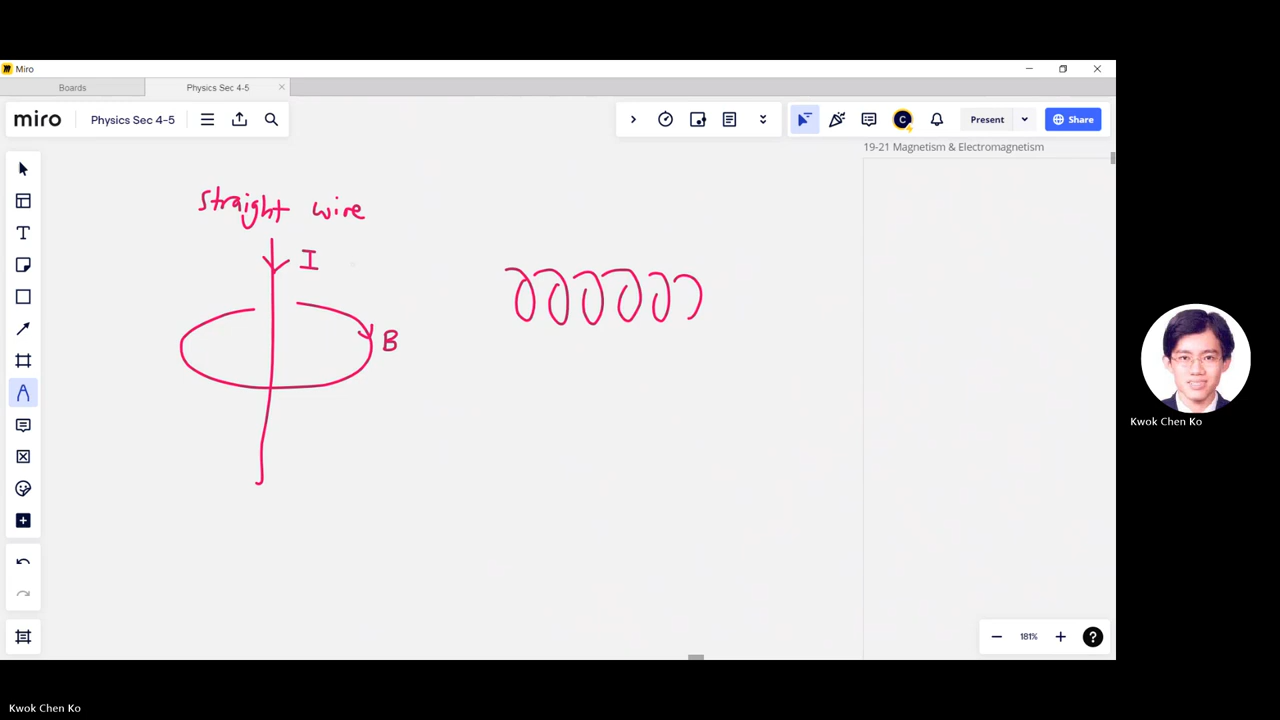 Miro
Boards
Physics Sec 4-5
miro
Physics Sec 4-5
Present
C
Share
19-21 Magnetism & Electromagnetism
straight wire
I
B
Kwok Chen Ko
181%
?
Kwok Chen Ko